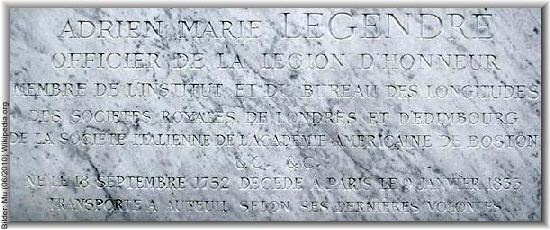 ADRIEN MARIE LEGENDRE
OFFICIER DE LA LEGION D'HONNEUR
MEMBRE DE L'INSTITUT ET DU BUREAU DES LONGITUDES
DES SOCIETES ROYALES DE LONDRES ET D'EDIMBOURG
DE LA SOCIETE ITALIENNE DE L'ACADEMIE AMERICAINE DE BOSTON
&C. &C.
NE LE 18 SEPTEMBRE 1752 DECEDE A PARIS LE 9 JANVIER 1833
TRANSPORTE A AUTEUIL SELON SES DERNIERES VOLONTES
Bilder: Mu (06/2010) Wikipedia.org